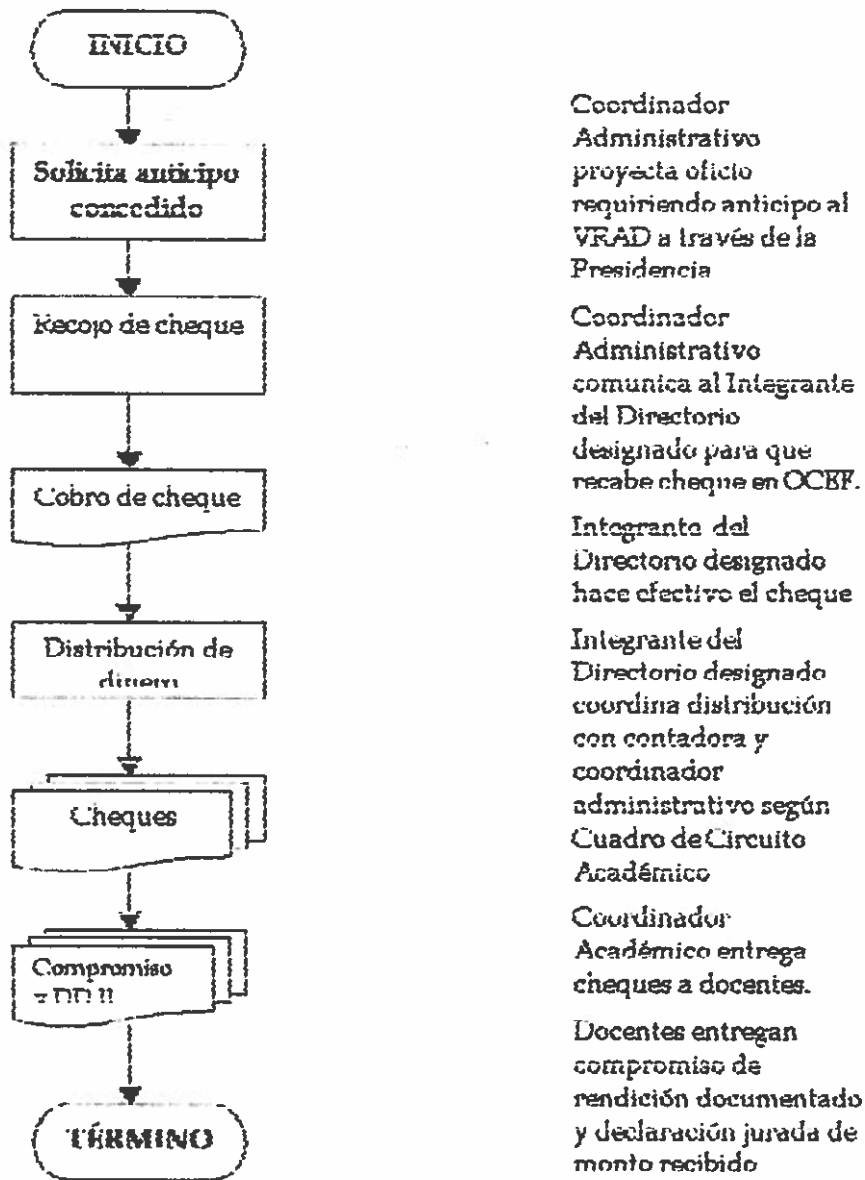 INICIO
Solicita anticipo
concedido
Recojo de cheque
Cobro de cheque
Distribución de
dinero
Cheques
Compromiso
DD.JJ
TÉRMINO
Coordinador
Administrativo
proyecta oficio
requiriendo anticipo al
VRAD a través de la
Presidencia
Coordinador
Administrativo
comunica al Integrante
del Directorio
designado para que
recabe cheque en OCEF.
Integrante del
Directorio designado
hace efectivo el cheque
Integrante del
Directorio designado
coordina distribución
con contadora y
coordinador
administrativo según
Cuadro de Circuito
Académico
Coordinador
Académico entrega
cheques a docentes.
Docentes entregan
compromiso de
rendición documentado
y declaración jurada de
monto recibido